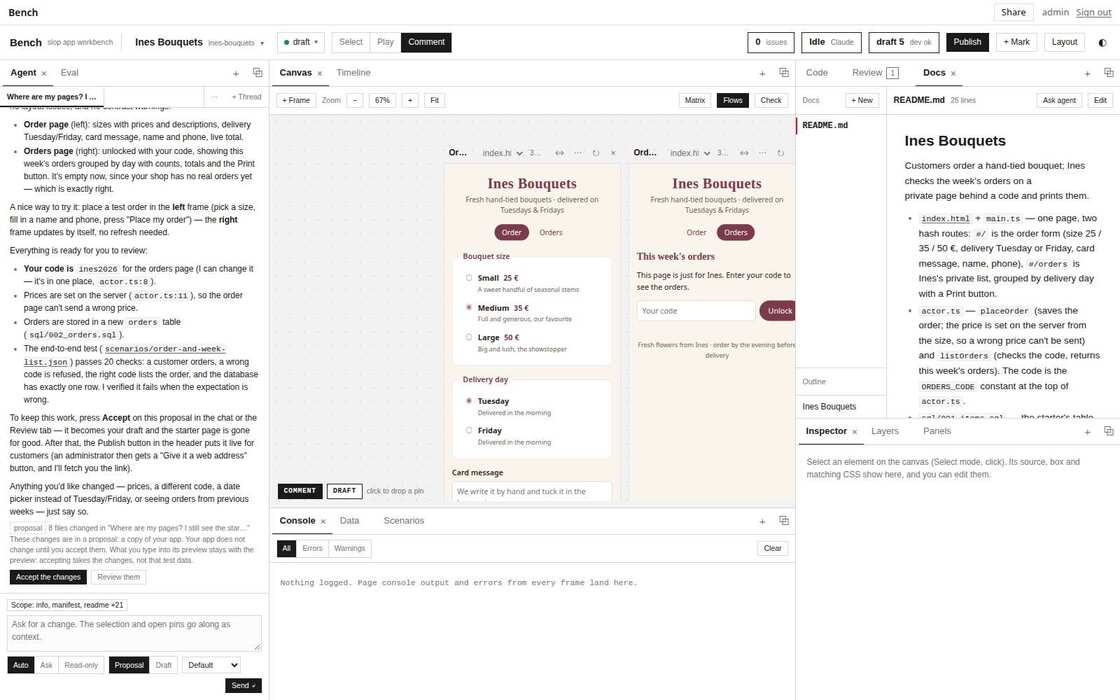 Bench
Share admin Sign out
Bench slop app workbench Ines Bouquets ines-bouquets draft Select Play Comment 0 issues Idle Claude draft 5 dev ok Publish + Mark Layout
Agent × Eval
Where are my pages? I … ··· + Thread
Order page (left): sizes with prices and descriptions, delivery
Tuesday/Friday, card message, name and phone, live total.
Orders page (right): unlocked with your code, showing this
week's orders grouped by day with counts, totals and the Print
button. It's empty now, since your shop has no real orders yet
— which is exactly right.
A nice way to try it: place a test order in the left frame (pick a size,
fill in a name and phone, press "Place my order") — the right
frame updates by itself, no refresh needed.
Everything is ready for you to review:
Your code is ines2026 for the orders page (I can change it
— it's in one place, actor.ts:8 ).
Prices are set on the server ( actor.ts:11 ), so the order
page can't send a wrong price.
Orders are stored in a new orders table
( sql/002_orders.sql ).
The end-to-end test ( scenarios/order-and-week-
list.json ) passes 20 checks: a customer orders, a wrong
code is refused, the right code lists the order, and the database
has exactly one row. I verified it fails when the expectation is
wrong.
To keep this work, press Accept on this proposal in the chat or the
Review tab — it becomes your draft and the starter page is gone
for good. After that, the Publish button in the header puts it live for
customers (an administrator then gets a "Give it a web address"
button, and I'll fetch you the link).
Anything you'd like changed — prices, a different code, a date
picker instead of Tuesday/Friday, or seeing orders from previous
weeks — just say so.
proposal 8 files changed in "Where are my pages? I still see the star…"
These changes are in a proposal: a copy of your app. Your app does
not change until you accept them. What you type into its preview stays with the
preview: accepting takes the changes, not that test data.
Accept the changes Review them
Scope: info, manifest, readme +21
Ask for a change. The selection and open pins go along as
context.
Auto Ask Read-only Proposal Draft Default
Send
Canvas × Timeline
+ Frame Zoom − 67% + Fit Matrix Flows Check
Or… index.h 3… ×
Ines Bouquets
Fresh hand-tied bouquets · delivered on
Tuesdays & Fridays
Order Orders
Bouquet size
Small 25 €
A sweet handful of seasonal stems
Medium 35 €
Full and generous, our favourite
Large 50 €
Big and lush, the showstopper
Delivery day
Tuesday
Delivered in the morning
Friday
Delivered in the morning
Card message
We write it by hand and tuck it in the
Ord… index.h 3…
Ines Bouquets
Fresh hand-tied bouquets · delivered on
Tuesdays & Fridays
Order Orders
This week's orders
This page is just for Ines. Enter your code to
see the orders.
Your code Unlock
Fresh flowers from Ines · order by the evening before
delivery
COMMENT DRAFT click to drop a pin
Console × Data Scenarios
All Errors Warnings Clear
Nothing logged. Page console output and errors from every frame land here.
Code Review 1 Docs ×
Docs + New
README.md
Outline
Ines Bouquets
README.md 25 lines Ask agent Edit
Ines Bouquets
Customers order a hand-tied bouquet; Ines
checks the week's orders on a
private page behind a code and prints them.
index.html + main.ts — one page, two
hash routes: #/ is the order form (size 25 /
35 / 50 €, delivery Tuesday or Friday, card
message, name, phone), #/orders is
Ines's private list, grouped by delivery day
with a Print button.
actor.ts — placeOrder (saves the
order; the price is set on the server from
the size, so a wrong price can't be sent)
and listOrders (checks the code, returns
this week's orders). The code is the
ORDERS_CODE constant at the top of
actor.ts .
Inspector × Layers Panels
Select an element on the canvas (Select mode, click). Its source, box and
matching CSS show here, and you can edit them.